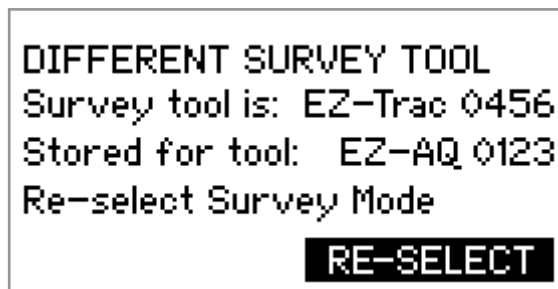 DIFFERENT SURVEY TOOL
Survey tool is: EZ-Trac 0456
Stored for tool: EZ-AQ 0123
Re-select Survey Mode
RE-SELECT